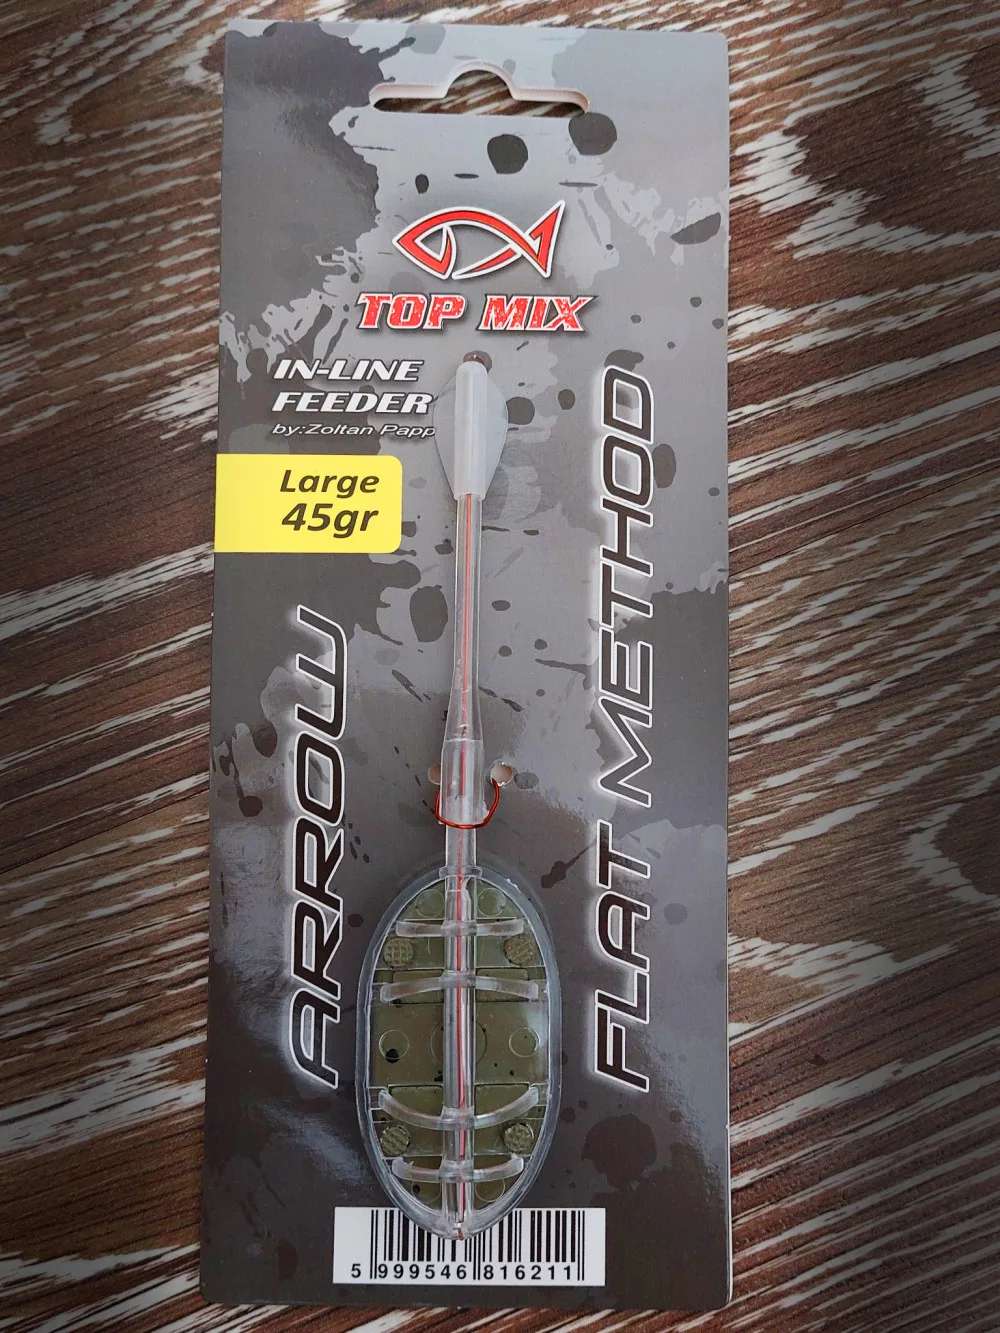 TOP MIX
IN-LINE
FEEDER
by:Zoltan Papp
Large
45gr
ARROW
FLAT METHOD
5 999546 816211